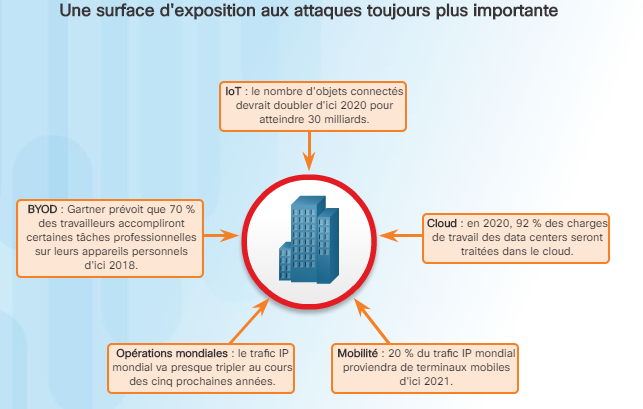 Une surface d'exposition aux attaques toujours plus importante
IoT : le nombre d'objets connectés
devrait doubler d'ici 2020 pour
atteindre 30 milliards.
BYOD : Gartner prévoit que 70 %
des travailleurs accompliront
certaines tâches professionnelles
sur leurs appareils personnels
d'ici 2018.
Cloud : en 2020, 92 % des charges
de travail des data centers seront
traitées dans le cloud.
Opérations mondiales : le trafic IP
mondial va presque tripler au cours
des cinq prochaines années.
Mobilité : 20 % du trafic IP mondial
proviendra de terminaux mobiles
d'ici 2021.